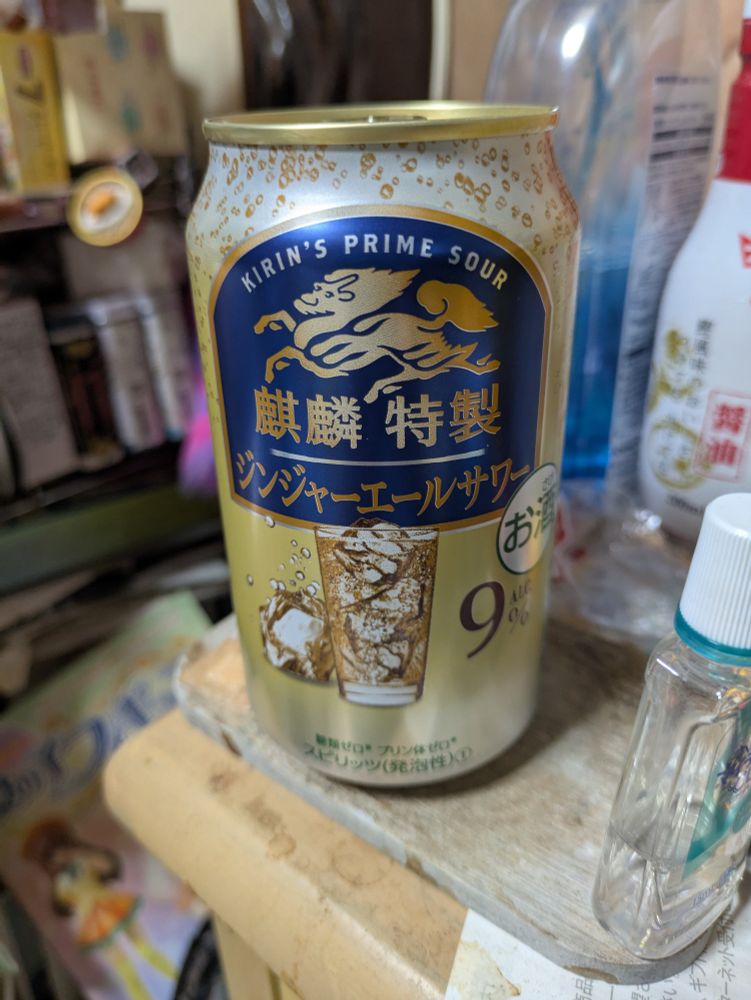 KIRIN'S PRIME SOUR
麒麟 特製
ジンジャーエールサワー
お酒
9 ALC. %
糖類ゼロ※ プリン体ゼロ※
スピリッツ(発泡性)①
醤油